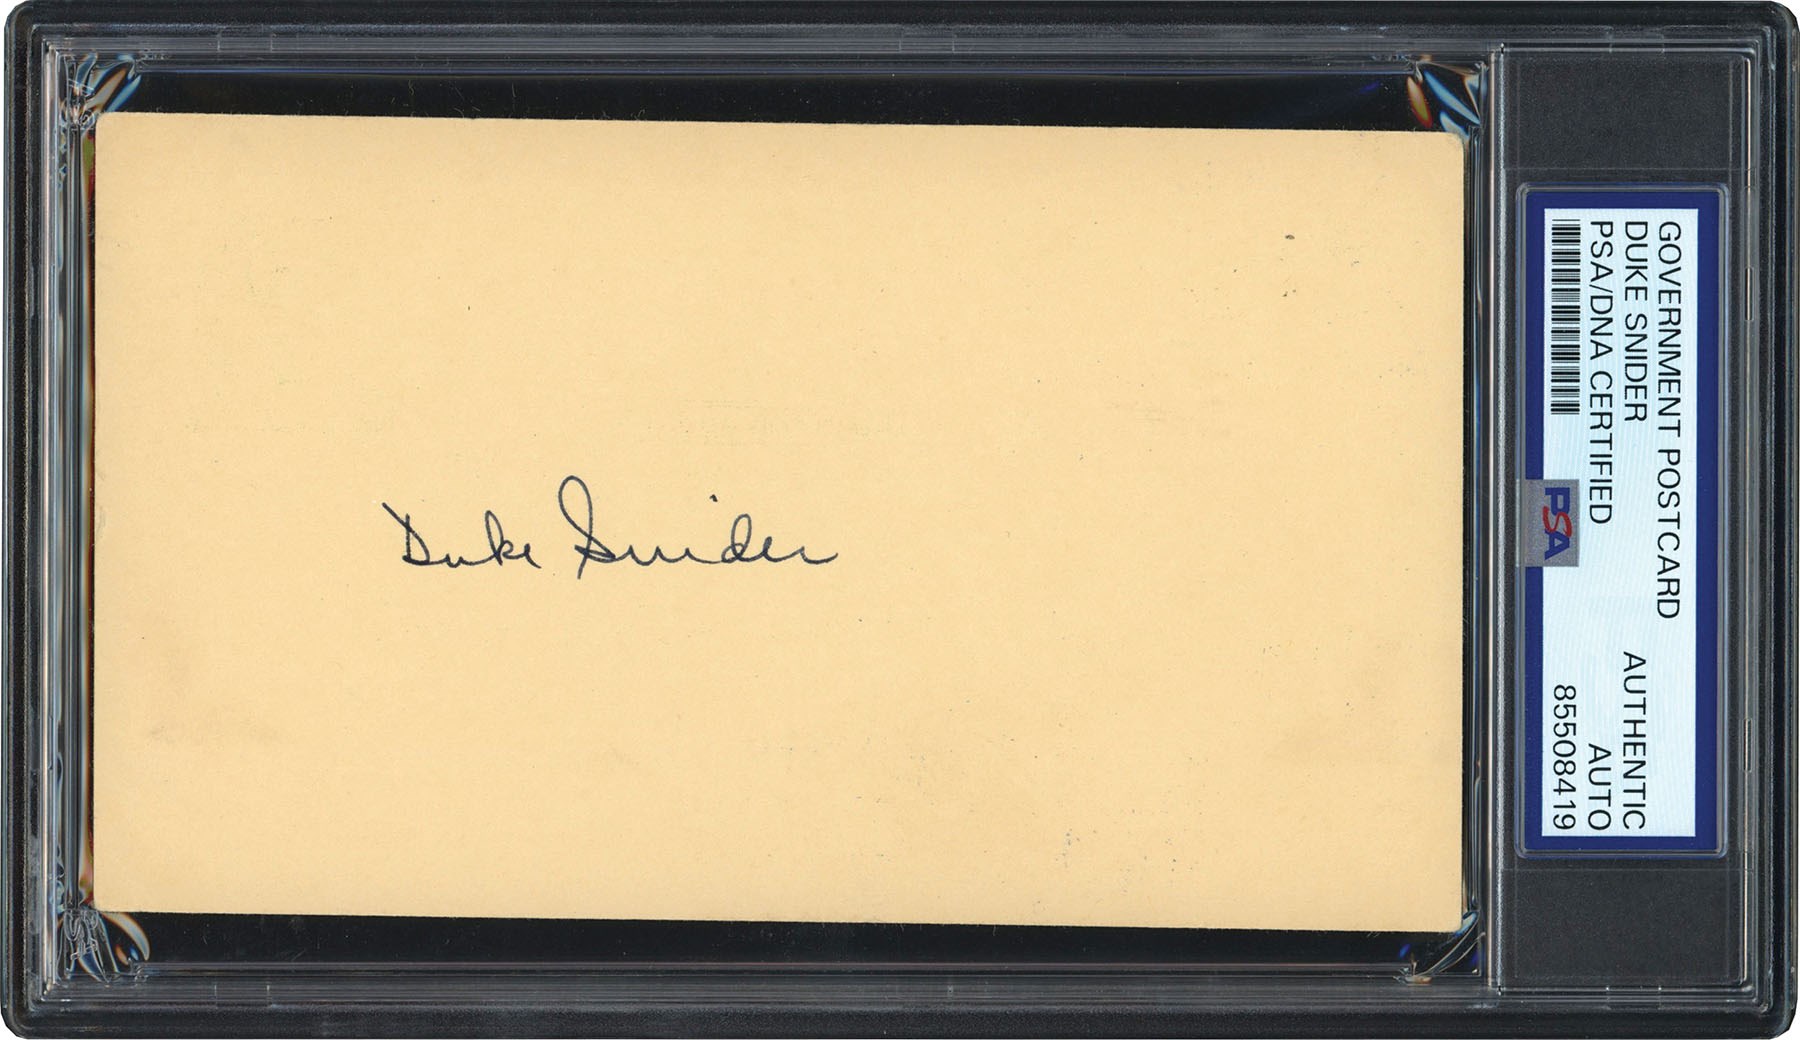 Duke Snider
GOVERNMENT POSTCARD
DUKE SNIDER
AUTHENTIC
PSA/DNA CERTIFIED
AUTO
85508419
PSA